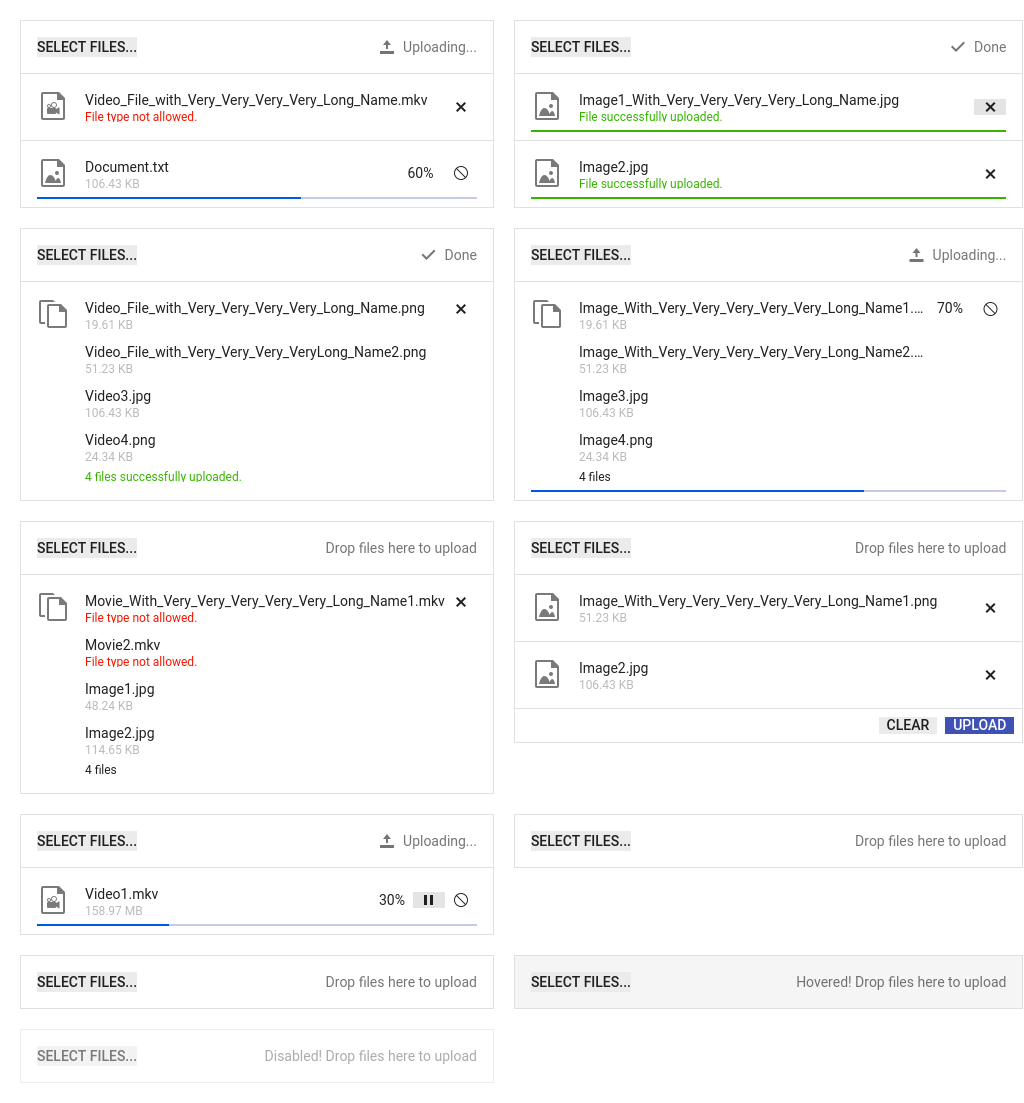 SELECT FILES...
Uploading...
Video_File_with_Very_Very_Very_Very_Long_Name.mkv
File type not allowed.
Document.txt
60%
106.43 KB
SELECT FILES...
Done
Image1_With_Very_Very_Very_Very_Long_Name.jpg
File successfully uploaded.
Image2.jpg
File successfully uploaded.
SELECT FILES...
Done
Video_File_with_Very_Very_Very_Very_Long_Name.png
19.61 KB
Video_File_with_Very_Very_Very_VeryLong_Name2.png
51.23 KB
Video3.jpg
106.43 KB
Video4.png
24.34 KB
4 files successfully uploaded.
SELECT FILES...
Uploading...
Image_With_Very_Very_Very_Very_Very_Long_Name1....
70%
19.61 KB
Image_With_Very_Very_Very_Very_Very_Long_Name2....
51.23 KB
Image3.jpg
106.43 KB
Image4.png
24.34 KB
4 files
SELECT FILES...
Drop files here to upload
Movie_With_Very_Very_Very_Very_Very_Long_Name1.mkv
File type not allowed.
Movie2.mkv
File type not allowed.
Image1.jpg
48.24 KB
Image2.jpg
114.65 KB
4 files
SELECT FILES...
Drop files here to upload
Image_With_Very_Very_Very_Very_Very_Long_Name1.png
51.23 KB
Image2.jpg
106.43 KB
CLEAR
UPLOAD
SELECT FILES...
Uploading...
Video1.mkv
30%
158.97 MB
SELECT FILES...
Drop files here to upload
SELECT FILES...
Drop files here to upload
SELECT FILES...
Hovered! Drop files here to upload
SELECT FILES...
Disabled! Drop files here to upload